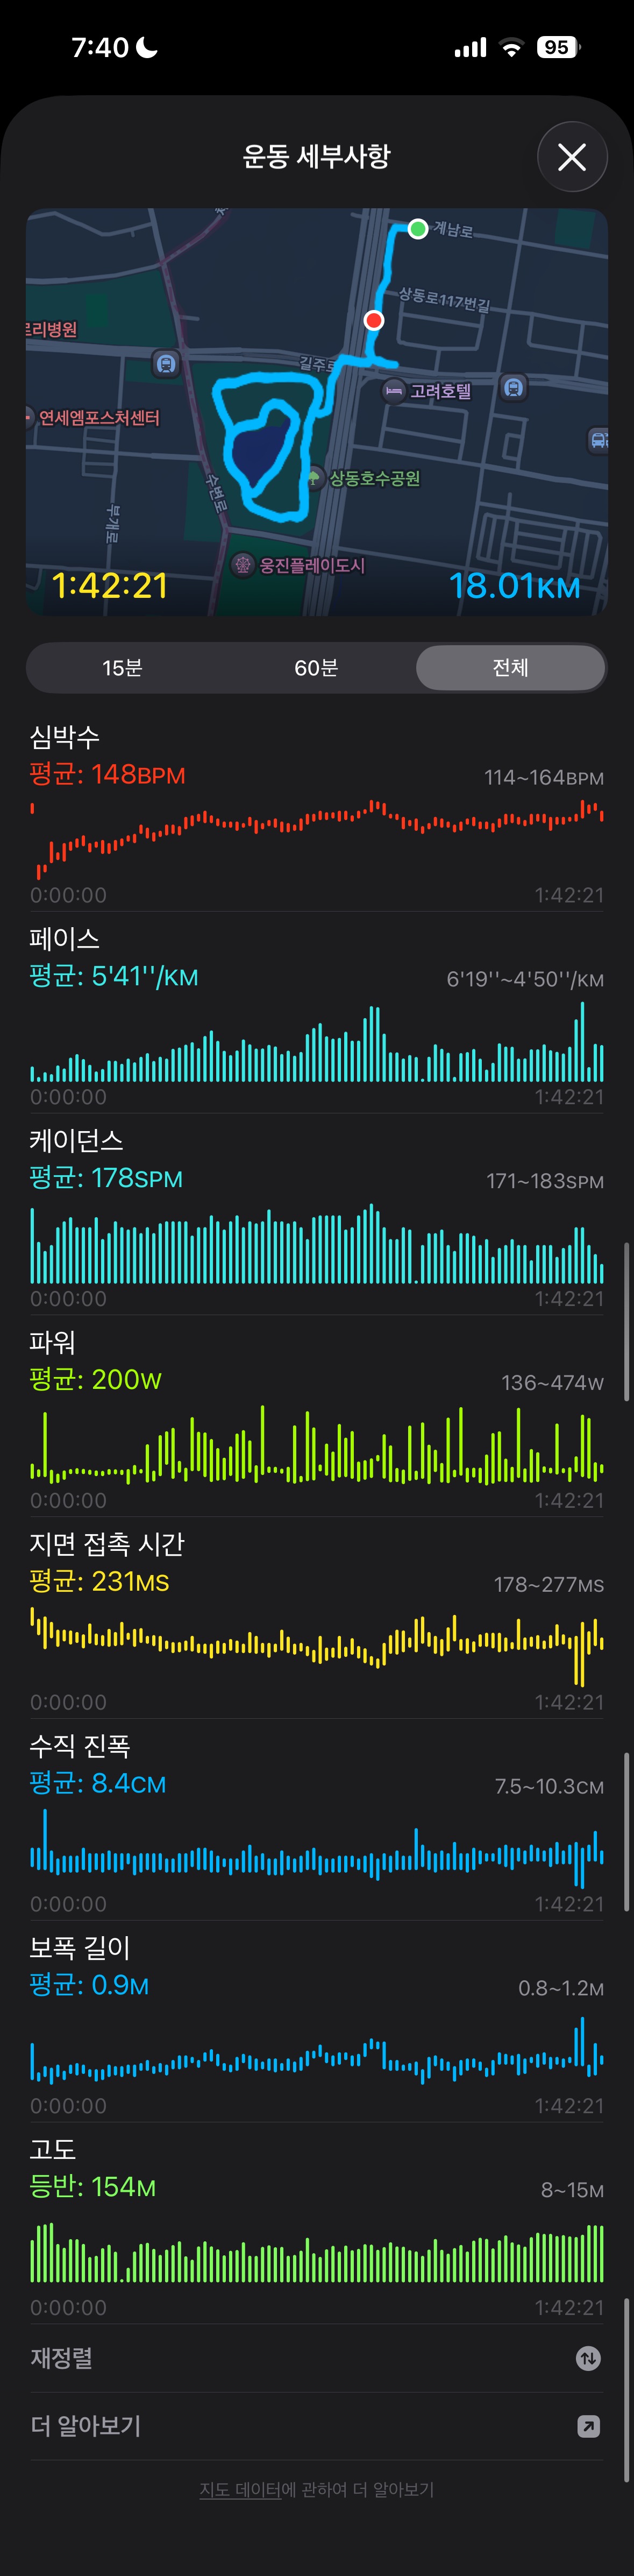 7:40
95
운동 세부사항
계남로
상동로117번길
르리병원
길주로
고려호텔
연세엠포스처센터
수변로
상동호수공원
부개로
웅진플레이도시
1:42:21
18.01KM
15분
60분
전체
심박수
평균: 148BPM
114~164BPM
0:00:00
1:42:21
페이스
평균: 5'41''/KM
6'19''~4'50''/KM
0:00:00
1:42:21
케이던스
평균: 178SPM
171~183SPM
0:00:00
1:42:21
파워
평균: 200W
136~474W
0:00:00
1:42:21
지면 접촉 시간
평균: 231MS
178~277MS
0:00:00
1:42:21
수직 진폭
평균: 8.4CM
7.5~10.3CM
0:00:00
1:42:21
보폭 길이
평균: 0.9M
0.8~1.2M
0:00:00
1:42:21
고도
등반: 154M
8~15M
0:00:00
1:42:21
재정렬
더 알아보기
지도 데이터에 관하여 더 알아보기